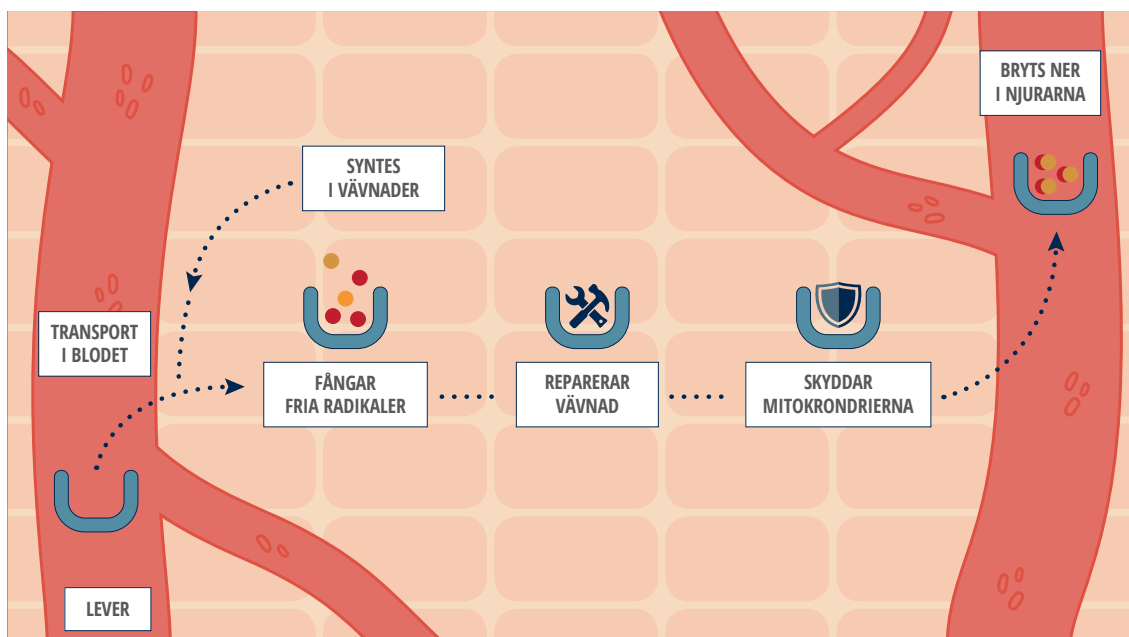 BRYTS NER
I NJURARNA
SYNTES
I VÄVNADER
TRANSPORT
I BLODET
FÅNGAR
FRIA RADIKALER
REPARERAR
VÄVNAD
SKYDDAR
MITOKRONDRIERNA
LEVER